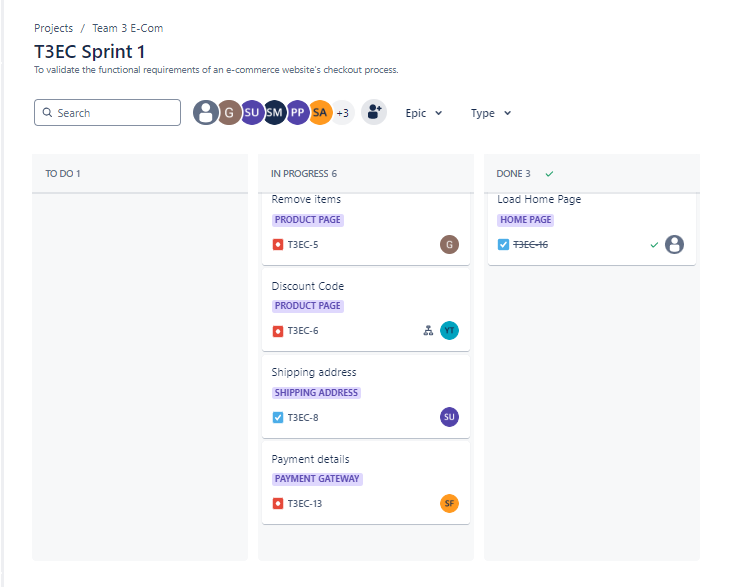 Projects / Team 3 E-Com
T3EC Sprint 1
To validate the functional requirements of an e-commerce website's checkout process.
Search
G
SU
SM
PP
SA
+3
Epic
Type
TO DO 1
IN PROGRESS 6
Remove items
PRODUCT PAGE
T3EC-5
G
Discount Code
PRODUCT PAGE
T3EC-6
YT
Shipping address
SHIPPING ADDRESS
T3EC-8
SU
Payment details
PAYMENT GATEWAY
T3EC-13
SF
DONE 3
Load Home Page
HOME PAGE
T3EC-16